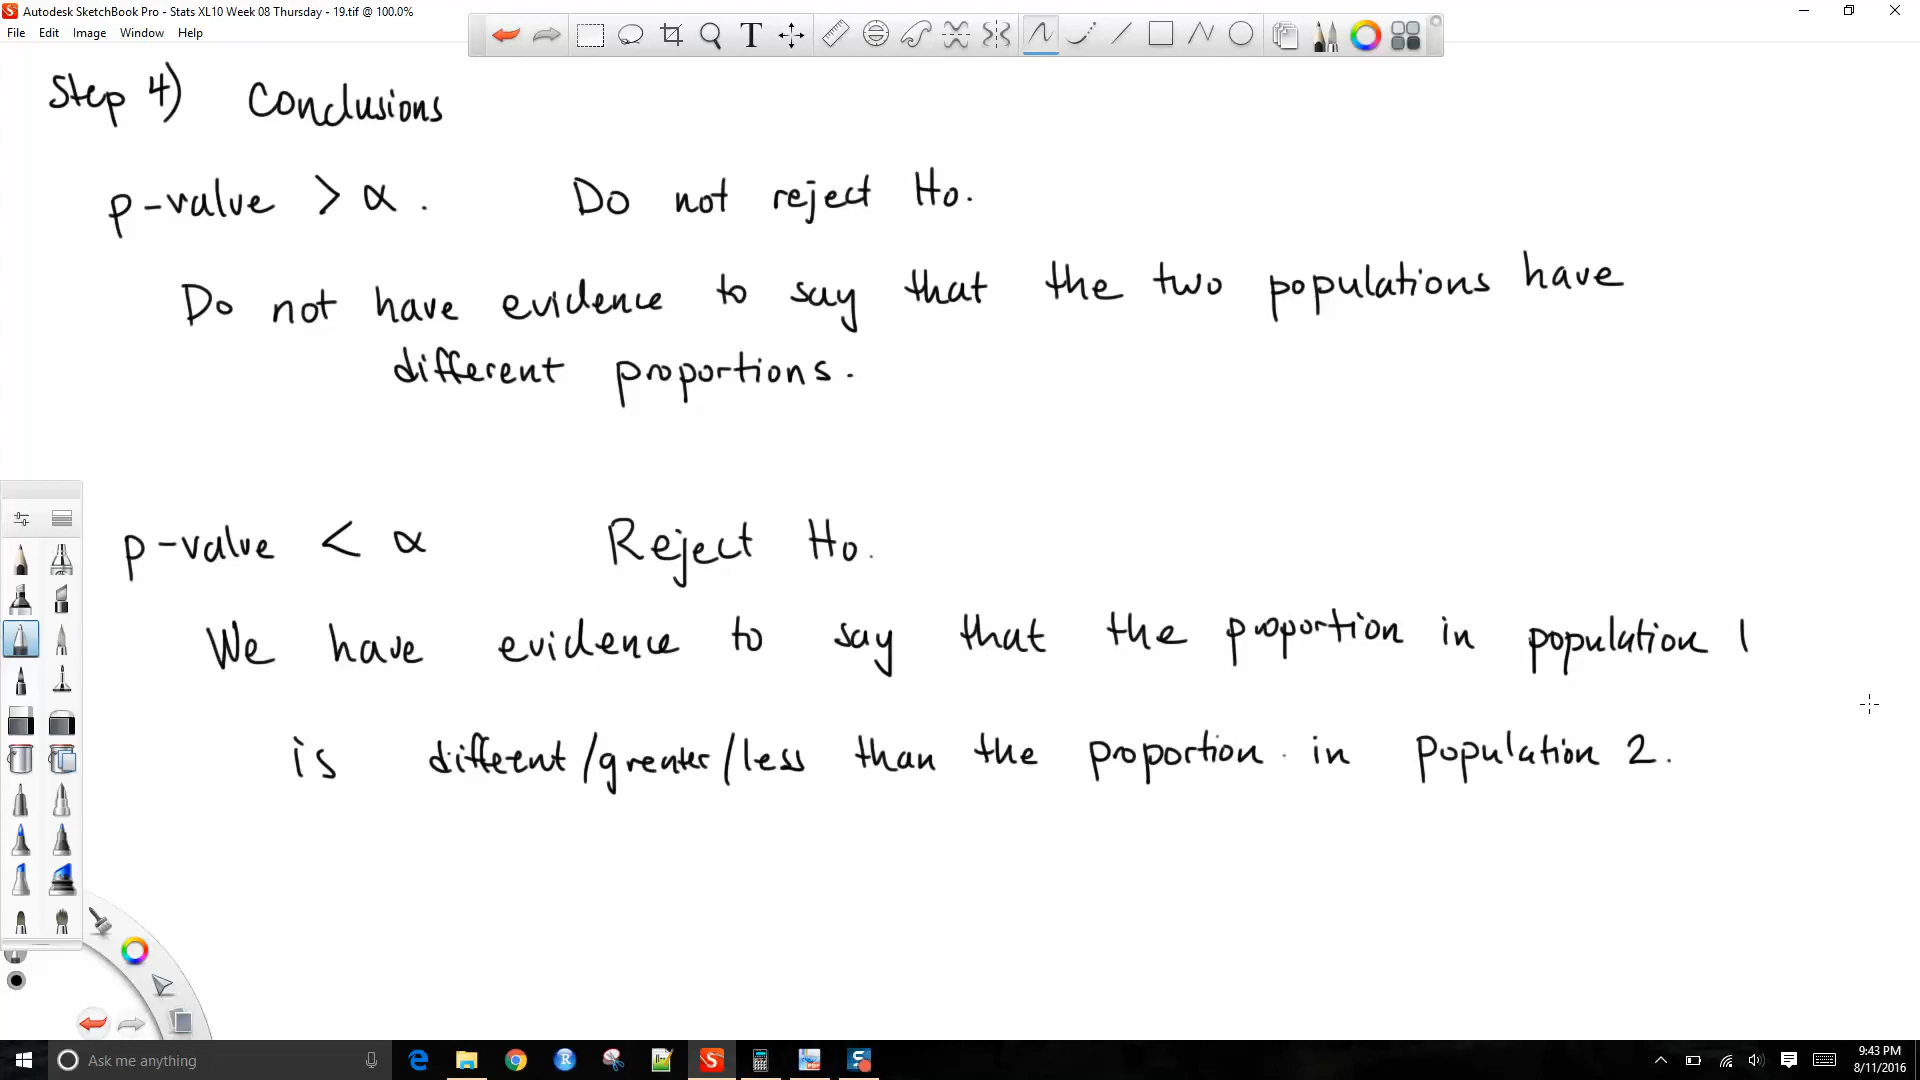 Autodesk SketchBook Pro - Stats XL10 Week 08 Thursday - 19.tif @ 100.0%
File Edit Image Window Help
Step 4) Conclusions
p-value > α. Do not reject Ho.
Do not have evidence to say that the two populations have
different proportions.
p-value < α Reject Ho.
We have evidence to say that the proportion in population 1
is different/greater/less than the proportion in population 2.
Ask me anything
9:43 PM
8/11/2016